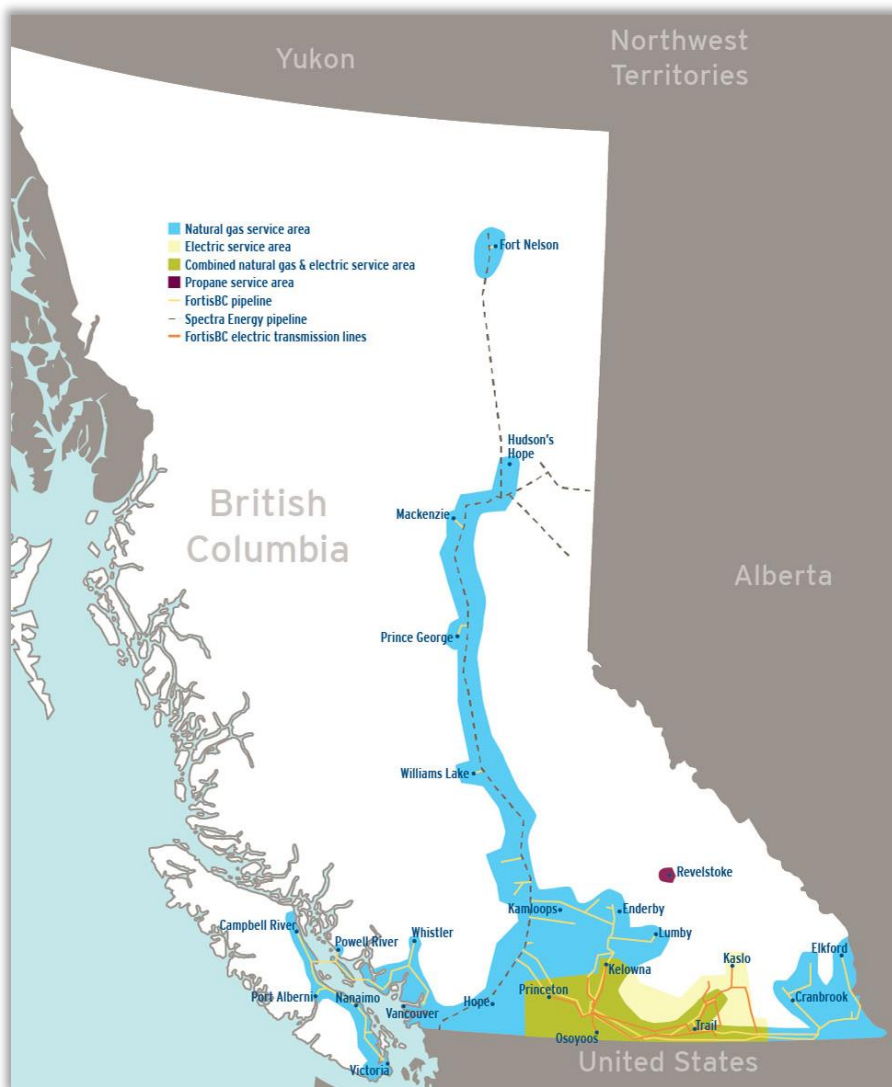 Yukon
Northwest
Territories
Natural gas service area
Electric service area
Combined natural gas & electric service area
Propane service area
FortisBC pipeline
Spectra Energy pipeline
FortisBC electric transmission lines
Fort Nelson
Hudson's
Hope
British
Columbia
Mackenzie
Alberta
Prince George
Williams Lake
Revelstoke
Kamloops
Enderby
Campbell River
Powell River
Whistler
Lumby
Elkford
Kaslo
Kelowna
Port Alberni
Nanaimo
Vancouver
Hope
Princeton
Cranbrook
Trail
Osoyoos
United States
Victoria